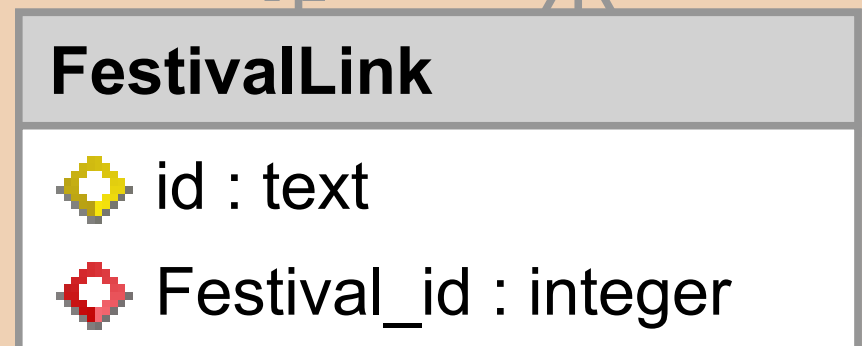 FestivalLink
id : text
Festival_id : integer